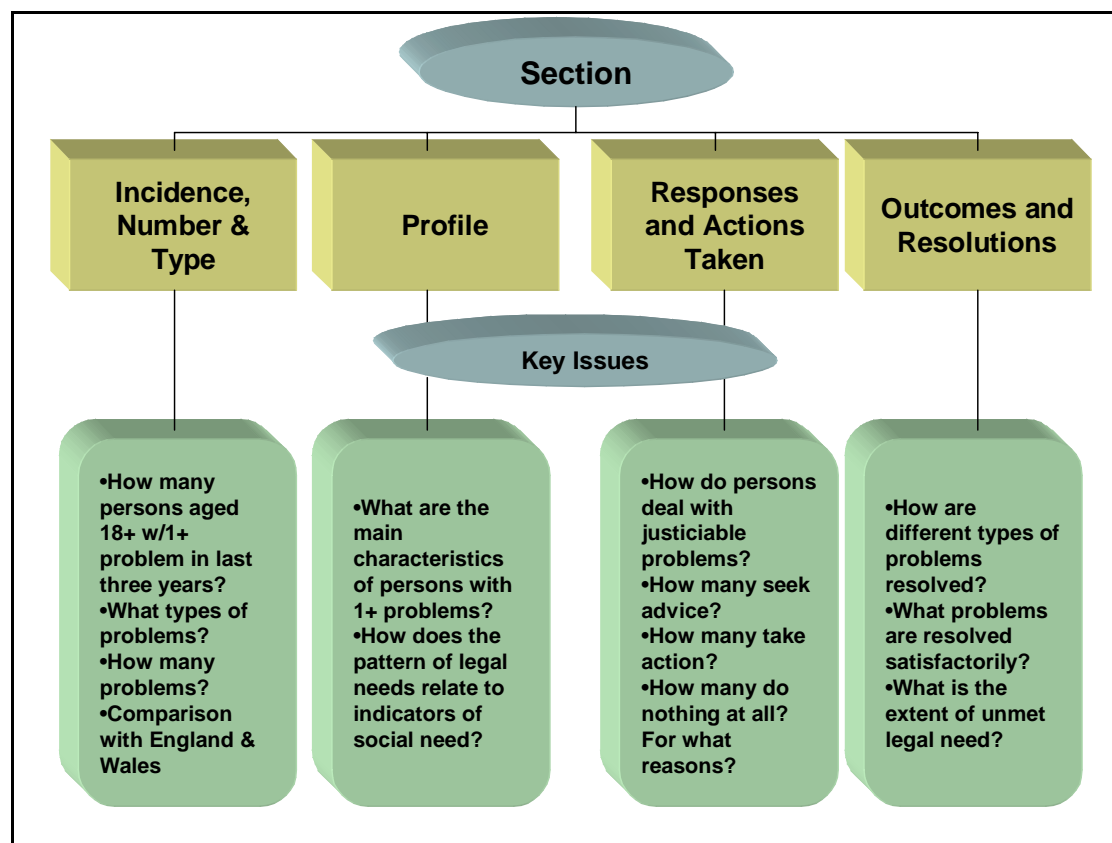 Section
Incidence,
Number &
Type
Profile
Responses
and Actions
Taken
Outcomes and
Resolutions
Key Issues
•How many
persons aged
18+ w/1+
problem in last
three years?
•What types of
problems?
•How many
problems?
•Comparison
with England &
Wales
•What are the
main
characteristics
of persons with
1+ problems?
•How does the
pattern of legal
needs relate to
indicators of
social need?
•How do persons
deal with
justiciable
problems?
•How many seek
advice?
•How many take
action?
•How many do
nothing at all?
For what
reasons?
•How are
different types of
problems
resolved?
•What problems
are resolved
satisfactorily?
•What is the
extent of unmet
legal need?